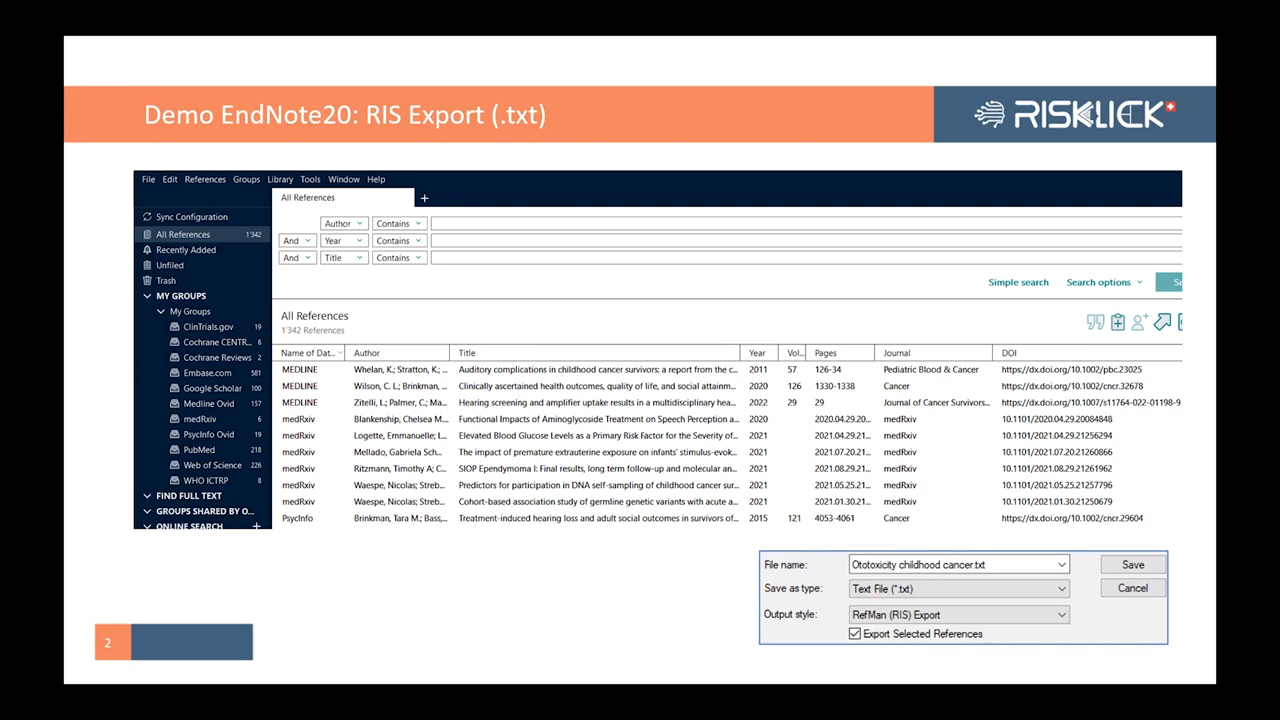 Demo EndNote20: RIS Export (.txt)
RISKLICK
File Edit References Groups Library Tools Window Help
All References
Sync Configuration
All References 1'342
Recently Added
Unfiled
Trash
MY GROUPS
My Groups
ClinTrials.gov 19
Cochrane CENTR... 6
Cochrane Reviews 2
Embase.com 581
Google Scholar 100
Medline Ovid 157
medRxiv 6
PsycInfo Ovid 19
PubMed 218
Web of Science 226
WHO ICTRP 8
FIND FULL TEXT
GROUPS SHARED BY O...
ONLINE SEARCH +
Author Contains
And Year Contains
And Title Contains
Simple search Search options
All References
1'342 References
Name of Dat... Author Title Year Vol... Pages Journal DOI
MEDLINE Whelan, K.; Stratton, K.; ... Auditory complications in childhood cancer survivors: a report from the c... 2011 57 126-34 Pediatric Blood & Cancer https://dx.doi.org/10.1002/pbc.23025
MEDLINE Wilson, C. L.; Brinkman, ... Clinically ascertained health outcomes, quality of life, and social attainm... 2020 126 1330-1338 Cancer https://dx.doi.org/10.1002/cncr.32678
MEDLINE Zitelli, L.; Palmer, C.; Ma... Hearing screening and amplifier uptake results in a multidisciplinary hea... 2022 29 29 Journal of Cancer Survivors... https://dx.doi.org/10.1007/s11764-022-01198-9
medRxiv Blankenship, Chelsea M... Functional Impacts of Aminoglycoside Treatment on Speech Perception a... 2020 2020.04.29.20... medRxiv 10.1101/2020.04.29.20084848
medRxiv Logette, Emmanuelle; L... Elevated Blood Glucose Levels as a Primary Risk Factor for the Severity of... 2021 2021.04.29.21... medRxiv 10.1101/2021.04.29.21256294
medRxiv Mellado, Gabriela Sch... The impact of premature extrauterine exposure on infants' stimulus-evok... 2021 2021.07.20.21... medRxiv 10.1101/2021.07.20.21260866
medRxiv Ritzmann, Timothy A; C... SIOP Ependymoma I: Final results, long term follow-up and molecular an... 2021 2021.08.29.21... medRxiv 10.1101/2021.08.29.21261962
medRxiv Waespe, Nicolas; Streb... Predictors for participation in DNA self-sampling of childhood cancer sur... 2021 2021.05.25.21... medRxiv 10.1101/2021.05.25.21257796
medRxiv Waespe, Nicolas; Streb... Cohort-based association study of germline genetic variants with acute a... 2021 2021.01.30.21... medRxiv 10.1101/2021.01.30.21250679
PsycInfo Brinkman, Tara M.; Bass,... Treatment-induced hearing loss and adult social outcomes in survivors of... 2015 121 4053-4061 Cancer https://dx.doi.org/10.1002/cncr.29604
File name: Ototoxicity childhood cancer.txt Save
Save as type: Text File (*.txt) Cancel
Output style: RefMan (RIS) Export
Export Selected References
2